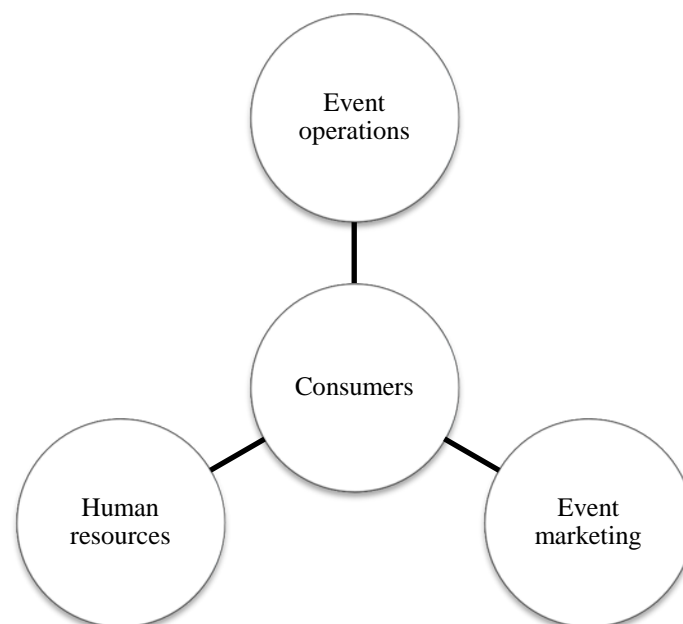 Event
operations
Consumers
Human
resources
Event
marketing